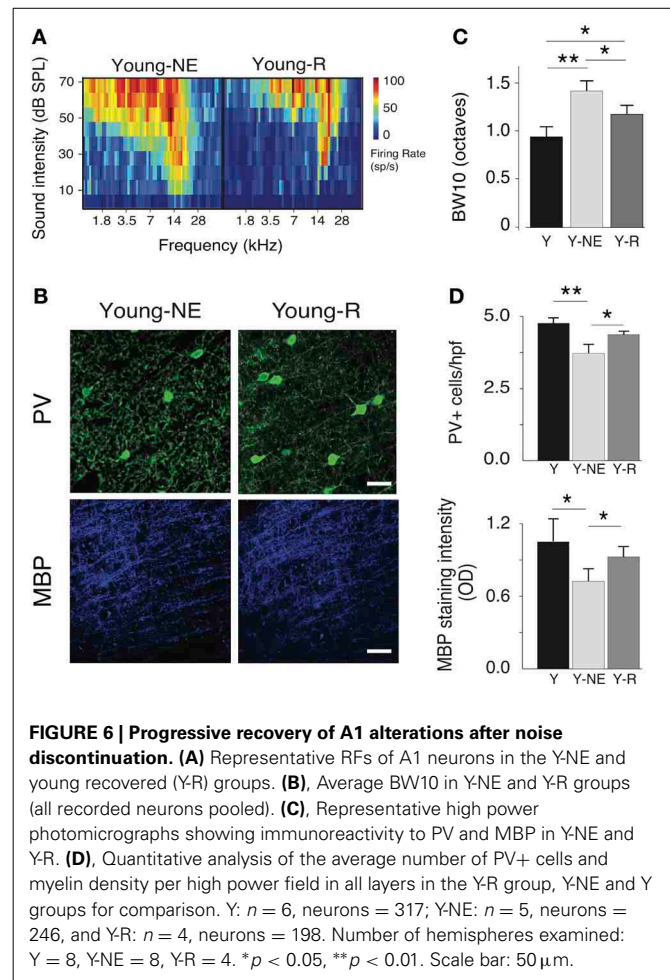 A
Young-NE
Young-R
Sound intensity (dB SPL)
70
50
30
10
1.8 3.5 7 14 28
1.8 3.5 7 14 28
Frequency (kHz)
100
50
0
Firing Rate
(sp/s)
C
*
**
*
BW10 (octaves)
1.5
1.0
0.5
0
Y Y-NE Y-R
B
Young-NE
Young-R
PV
MBP
D
**
*
PV+ cells/hpf
5.0
2.5
0.0
Y Y-NE Y-R
*
*
MBP staining intensity
(OD)
1.2
0.6
0.0
Y Y-NE Y-R
FIGURE 6 | Progressive recovery of A1 alterations after noise
discontinuation. (A) Representative RFs of A1 neurons in the Y-NE and
young recovered (Y-R) groups. (B), Average BW10 in Y-NE and Y-R groups
(all recorded neurons pooled). (C), Representative high power
photomicrographs showing immunoreactivity to PV and MBP in Y-NE and
Y-R. (D), Quantitative analysis of the average number of PV+ cells and
myelin density per high power field in all layers in the Y-R group, Y-NE and Y
groups for comparison. Y: n = 6, neurons = 317; Y-NE: n = 5, neurons =
246, and Y-R: n = 4, neurons = 198. Number of hemispheres examined:
Y = 8, Y-NE = 8, Y-R = 4. *p < 0.05, **p < 0.01. Scale bar: 50 μm.